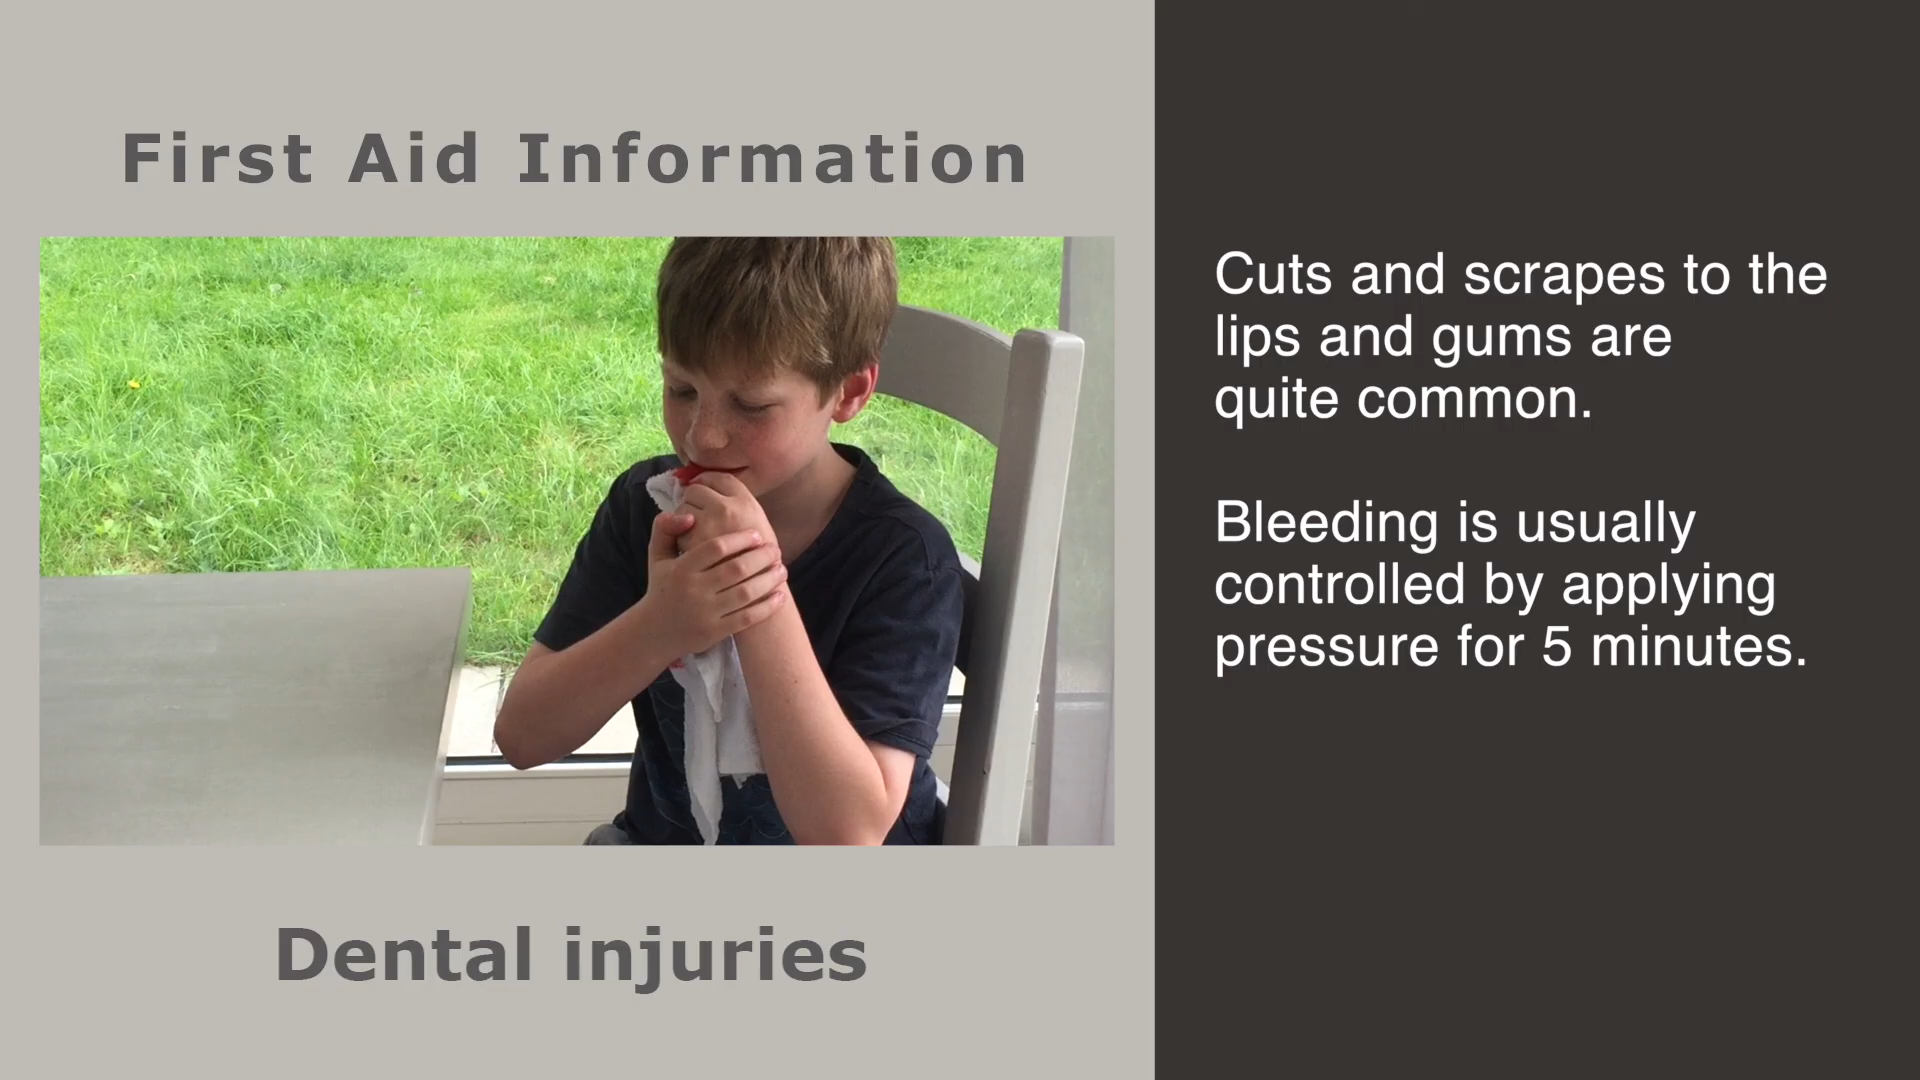 First Aid Information
Cuts and scrapes to the
lips and gums are
quite common.
Bleeding is usually
controlled by applying
pressure for 5 minutes.
Dental injuries